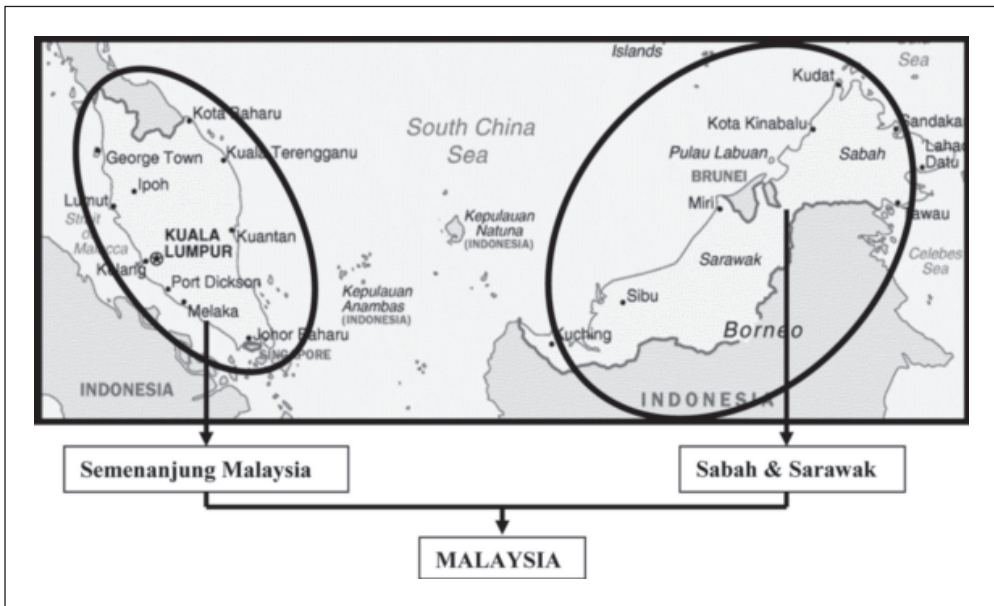 Islands
Sea
Kudat
Kota Baharu
Kota Kinabalu
Sandaka
South China
Sea
George Town
Kuala Terengganu
Pulau Labuan
Sabah
Lahad
Datu
BRUNEI
Ipoh
Lumut
Miri
Tawau
Strait
of
Malacca
Kepulauan
Natuna
(INDONESIA)
KUALA
LUMPUR
Kuantan
Celebes
Sea
Kelang
Sarawak
Port Dickson
Kepulauan
Anambas
(INDONESIA)
Melaka
Sibu
Johor Baharu
SINGAPORE
Kuching
Borneo
INDONESIA
INDONESIA
Semenanjung Malaysia
Sabah & Sarawak
MALAYSIA